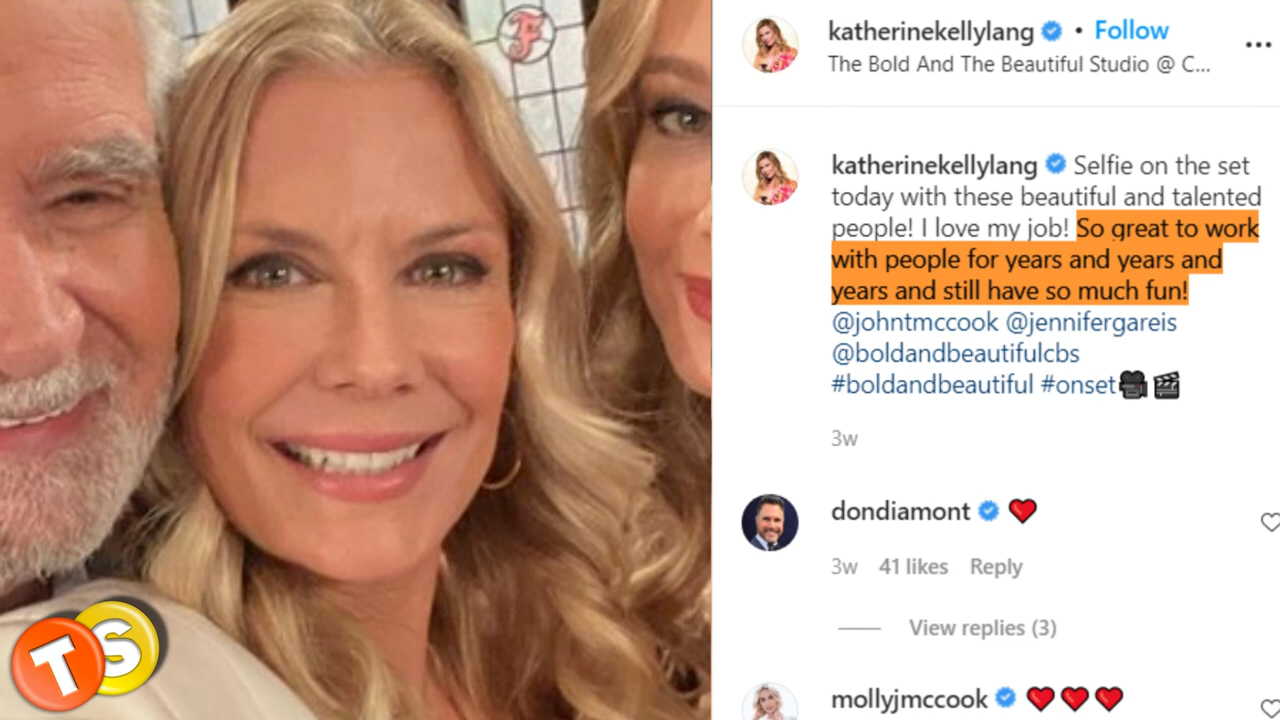 F
katherinekellylang • Follow
The Bold And The Beautiful Studio @ C...
katherinekellylang Selfie on the set
today with these beautiful and talented
people! I love my job! So great to work
with people for years and years and
years and still have so much fun!
@johntmccook @jennifergareis
@boldandbeautifulcbs
#boldandbeautiful #onset🎥🎬
3w
dondiamont ❤️
3w 41 likes Reply
View replies (3)
mollyjmccook ❤️❤️❤️
TS